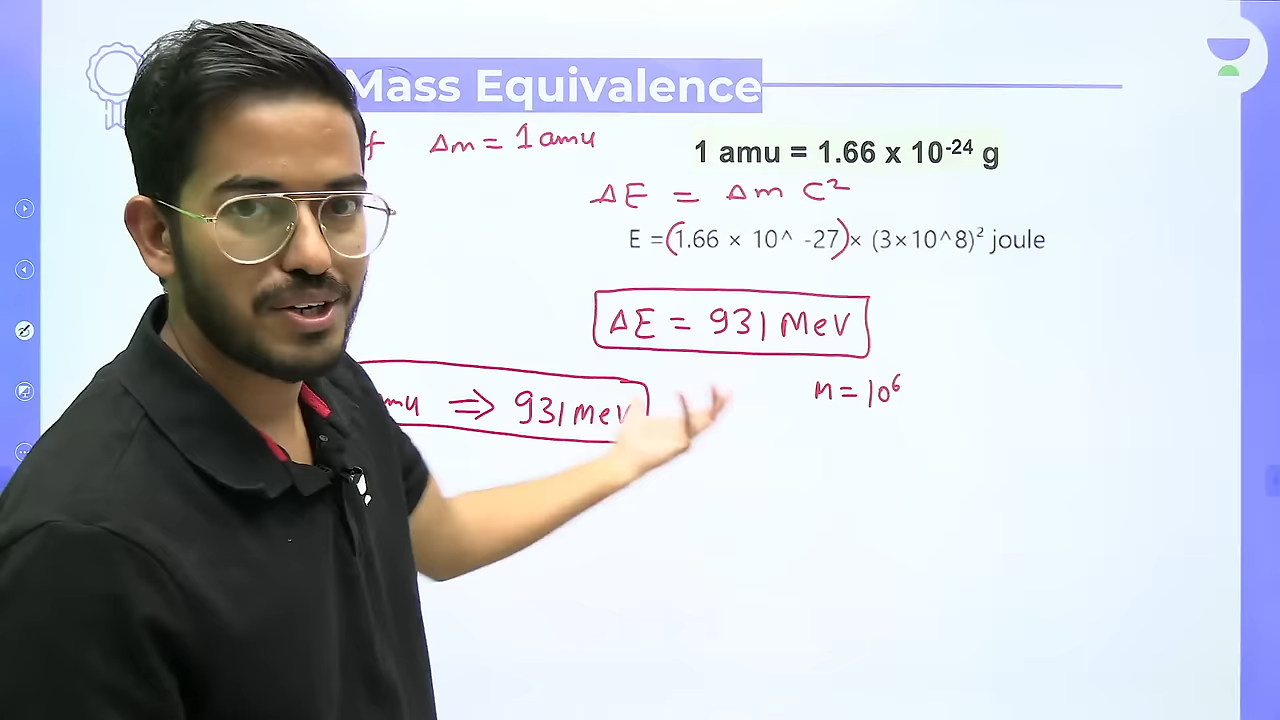 Mass Equivalence
f Δm = 1 amu
1 amu = 1.66 x 10⁻²⁴ g
ΔE = Δm C²
E = (1.66 × 10^ -27) × (3×10^8)² joule
ΔE = 931 MeV
M = 10⁶
mu ⇒ 931 MeV